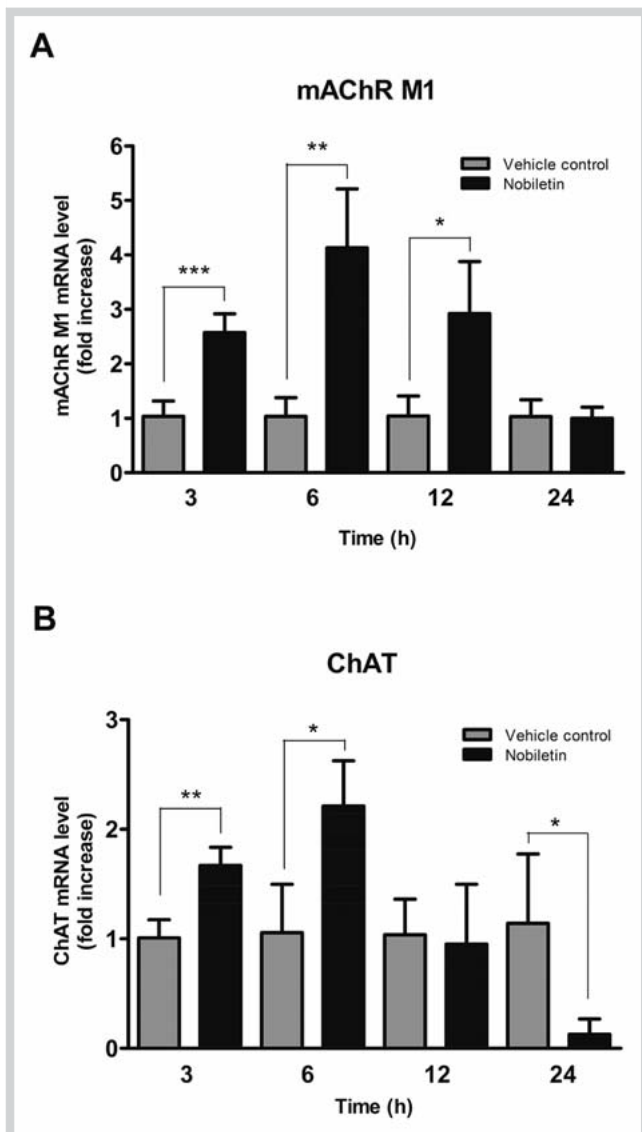 A
mAChR M1
mAChR M1 mRNA level
(fold increase)
6
5
4
3
2
1
0
Vehicle control
Nobiletin
***
**
*
3 6 12 24
Time (h)
B
ChAT
ChAT mRNA level
(fold increase)
3
2
1
0
Vehicle control
Nobiletin
**
*
*
3 6 12 24
Time (h)